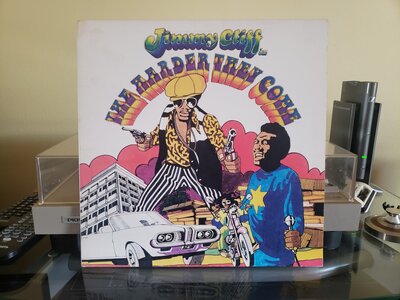 Jimmy Cliff in
THE HARDER THEY COME